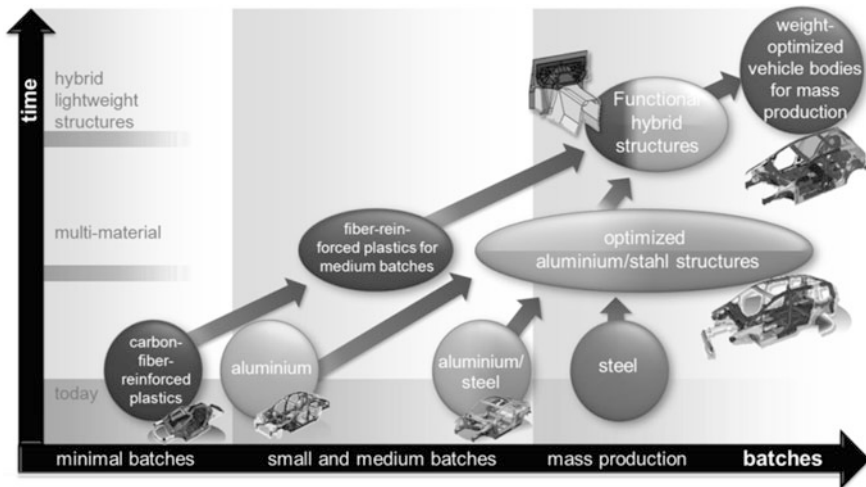 time
hybrid
lightweight
structures
multi-material
today
weight-
optimized
vehicle bodies
for mass
production
Functional
hybrid
structures
fiber-rein-
forced plastics for
medium batches
optimized
aluminium/stahl structures
carbon-
fiber-
reinforced
plastics
aluminium
aluminium/
steel
steel
minimal batches
small and medium batches
mass production
batches